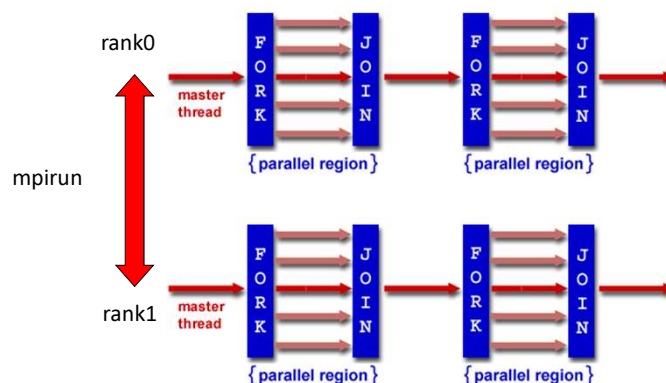 rank0
FORK
JOIN
FORK
JOIN
master
thread
{parallel region}
{parallel region}
mpirun
rank1
FORK
JOIN
FORK
JOIN
master
thread
{parallel region}
{parallel region}